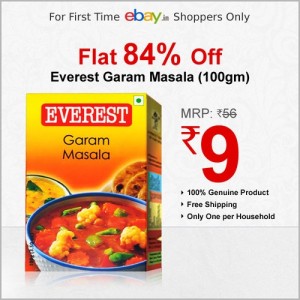 For First Time ebay.in Shoppers Only
Flat 84% Off
Everest Garam Masala (100gm)
EVEREST
Garam
Masala
MRP: ₹56
₹9
100% Genuine Product
Free Shipping
Only One per Household